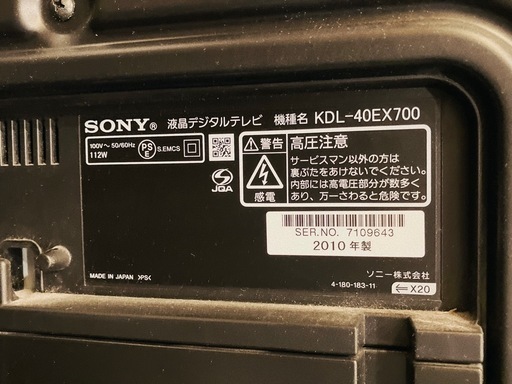 SONY® 液晶デジタルテレビ 機種名 KDL-40EX700
100V～50/60Hz
112W
PS
E
S.EMCS
JQA
警告 高圧注意
感電
サービスマン以外の方は
裏ぶたをあけないでください。
内部には高電圧部分が数多く
あり、万一さわると危険です。
SER.NO. 7109643
2010年製
ソニー株式会社
MADE IN JAPAN >PS<
4-180-183-11
X20